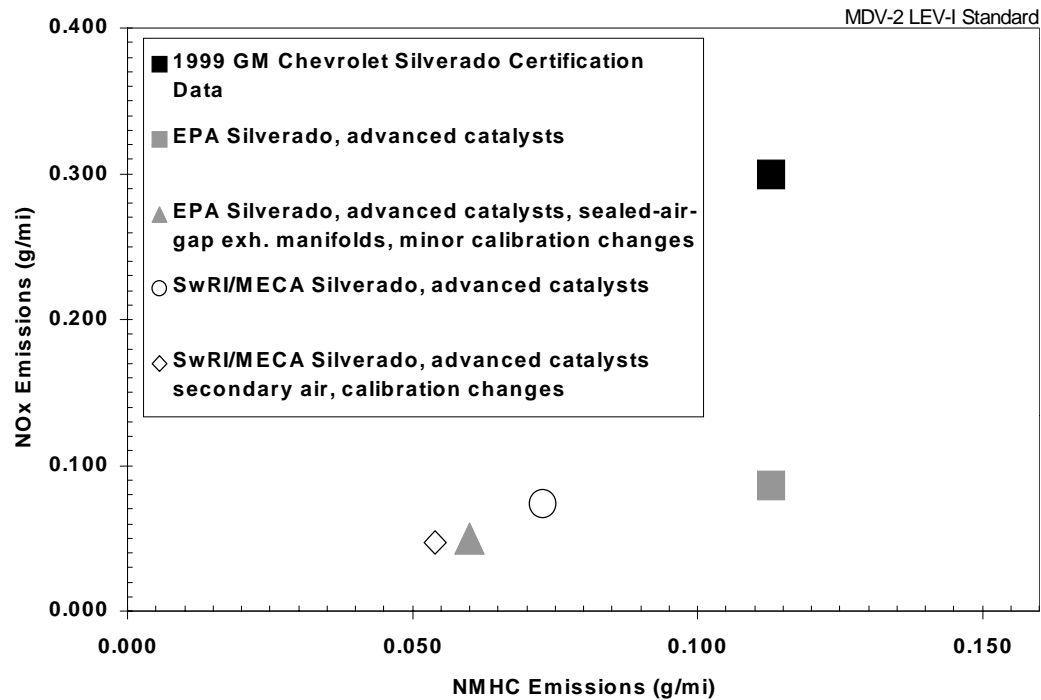 MDV-2 LEV-I Standard
0.400
1999 GM Chevrolet Silverado Certification
Data
EPA Silverado, advanced catalysts
0.300
EPA Silverado, advanced catalysts, sealed-air-
gap exh. manifolds, minor calibration changes
SwRI/MECA Silverado, advanced catalysts
0.200
SwRI/MECA Silverado, advanced catalysts
secondary air, calibration changes
NOx Emissions (g/mi)
0.100
0.000
0.000
0.050
0.100
0.150
NMHC Emissions (g/mi)